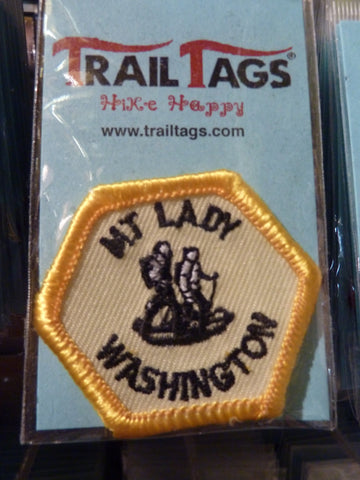 TRAIL TAGS®
Hike Happy
www.trailtags.com
MT LADY
WASHINGTON